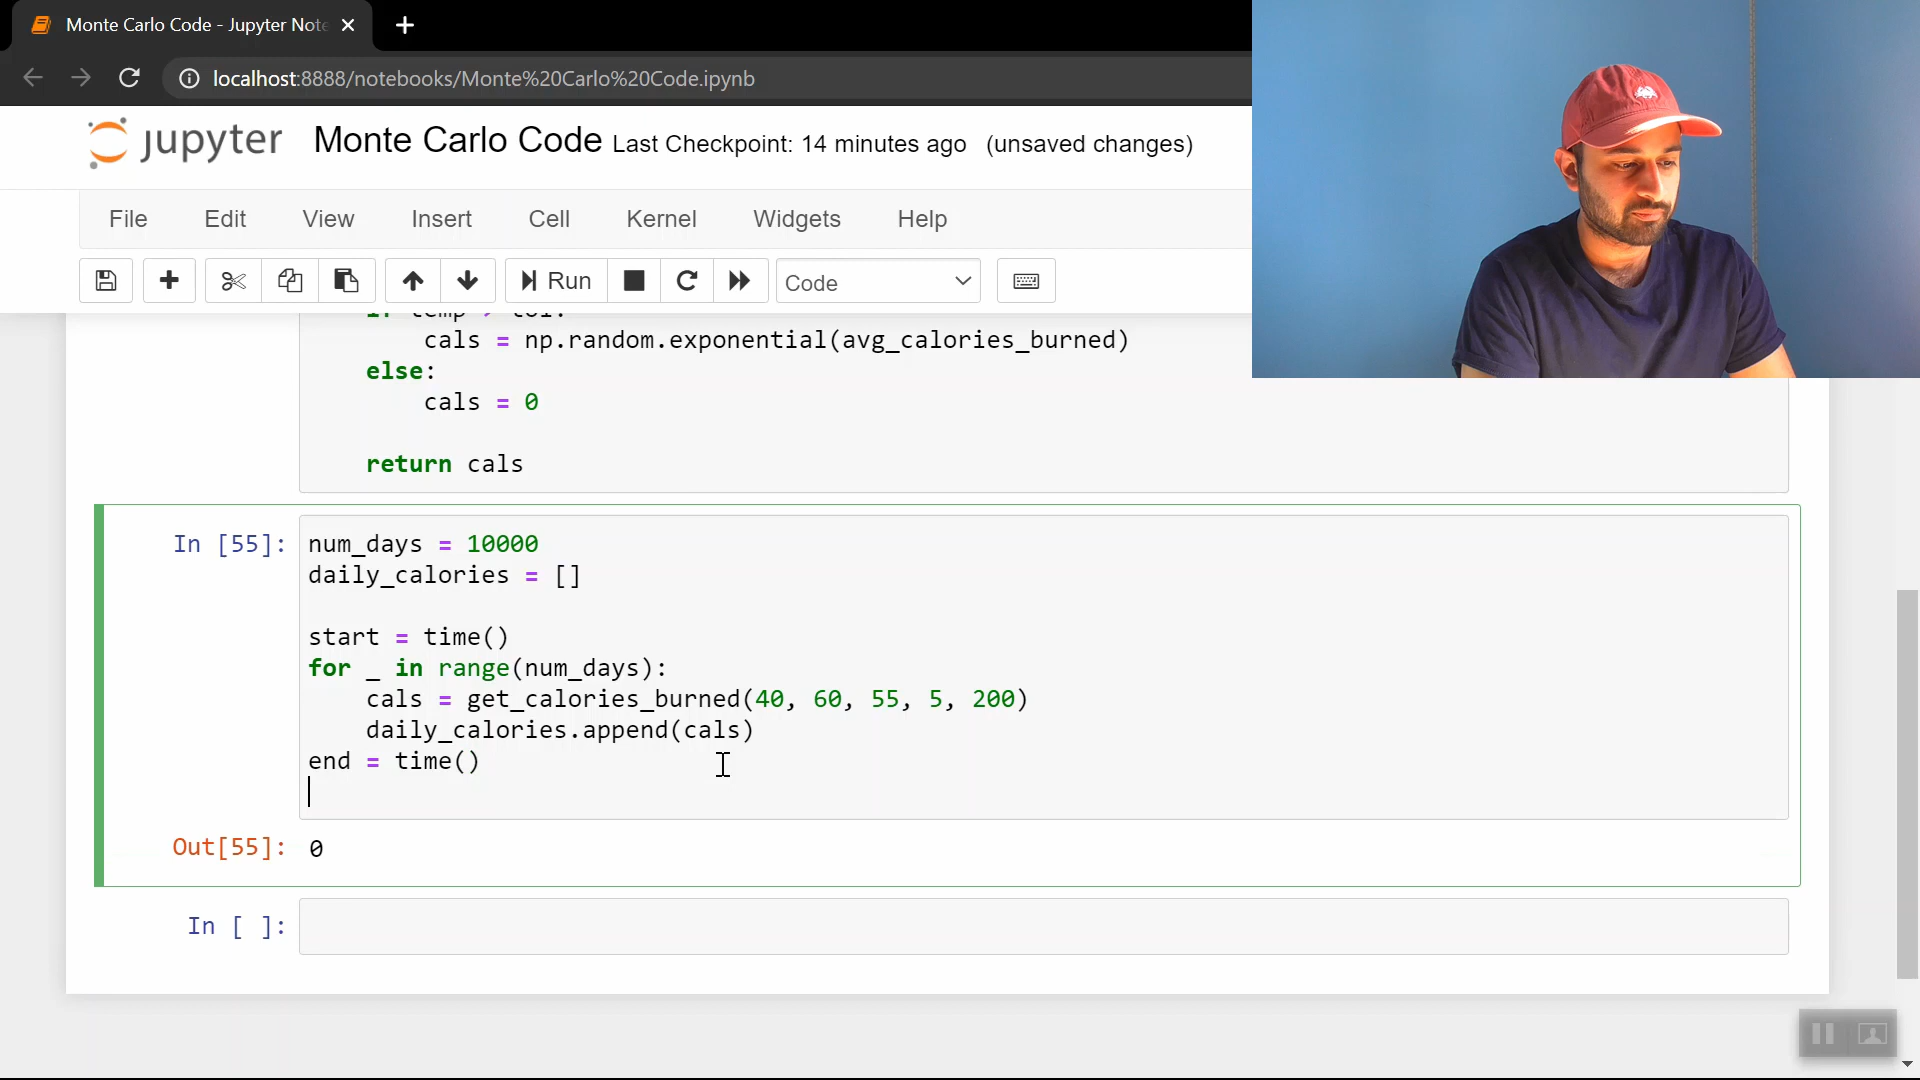 Monte Carlo Code - Jupyter Note
localhost:8888/notebooks/Monte%20Carlo%20Code.ipynb
jupyter Monte Carlo Code Last Checkpoint: 14 minutes ago (unsaved changes)
File Edit View Insert Cell Kernel Widgets Help
Run Code
if temp > tol:
cals = np.random.exponential(avg_calories_burned)
else:
cals = 0
return cals
In [55]: num_days = 10000
daily_calories = []
start = time()
for _ in range(num_days):
cals = get_calories_burned(40, 60, 55, 5, 200)
daily_calories.append(cals)
end = time()
Out[55]: 0
In [ ]: